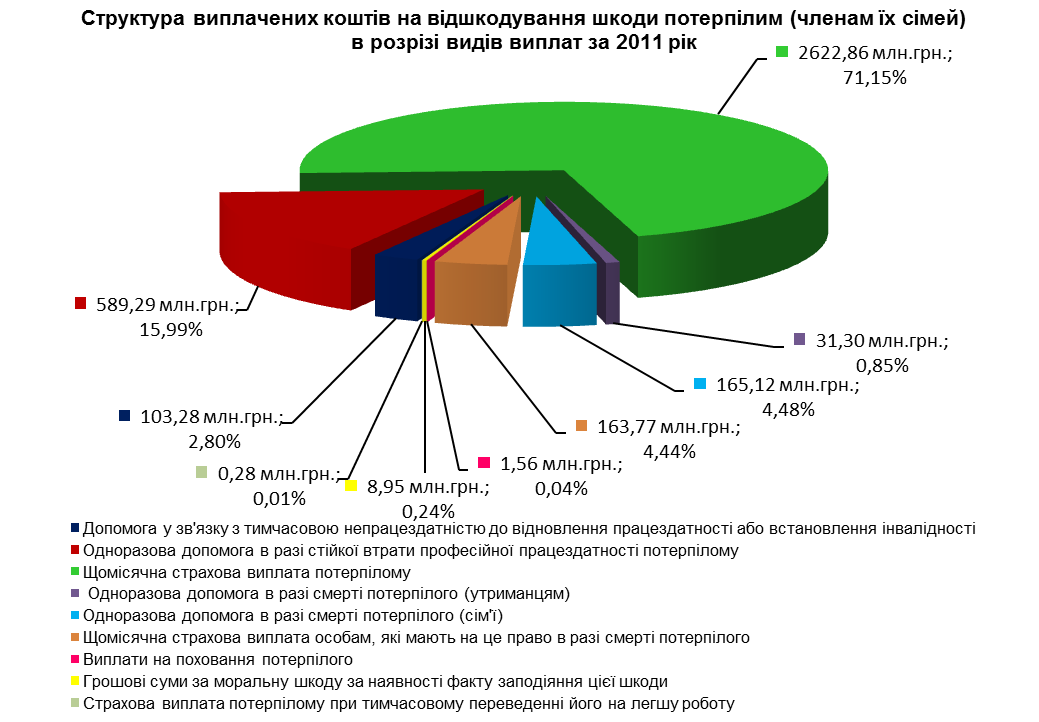 Структура виплачених коштів на відшкодування шкоди потерпілим (членам їх сімей)
в розрізі видів виплат за 2011 рік
2622,86 млн.грн.;
71,15%
589,29 млн.грн.;
15,99%
31,30 млн.грн.;
0,85%
165,12 млн.грн.;
4,48%
103,28 млн.грн.;
2,80%
163,77 млн.грн.;
4,44%
1,56 млн.грн.;
0,04%
0,28 млн.грн.;
0,01%
8,95 млн.грн.;
0,24%
Допомога у зв'язку з тимчасовою непрацездатністю до відновлення працездатності або встановлення інвалідності
Одноразова допомога в разі стійкої втрати професійної працездатності потерпілому
Щомісячна страхова виплата потерпілому
Одноразова допомога в разі смерті потерпілого (утриманцям)
Одноразова допомога в разі смерті потерпілого (сім'ї)
Щомісячна страхова виплата особам, які мають на це право в разі смерті потерпілого
Виплати на поховання потерпілого
Грошові суми за моральну шкоду за наявності факту заподіяння цієї шкоди
Страхова виплата потерпілому при тимчасовому переведенні його на легшу роботу